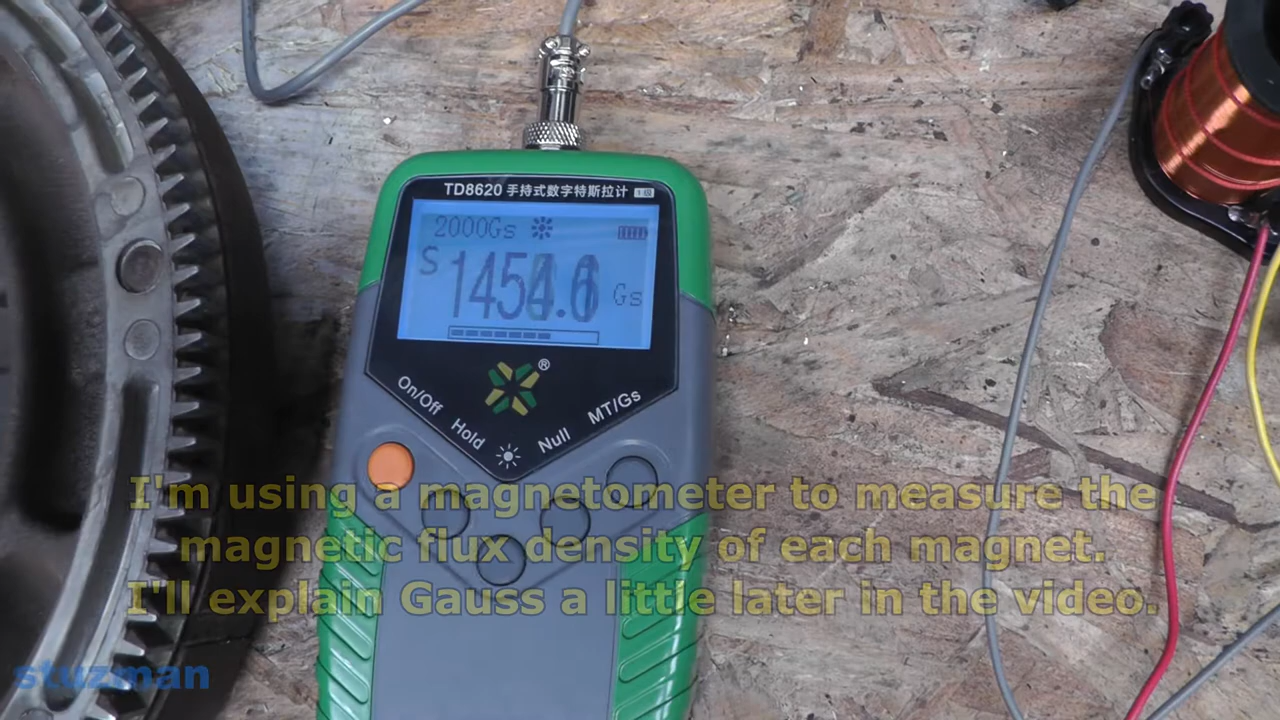 TD8620 手持式数字特斯拉计 1级
2000Gs
S Gs
®
On/Off Hold Null MT/Gs
I'm using a magnetometer to measure the
magnetic flux density of each magnet.
I'll explain Gauss a little later in the video.
stuzman